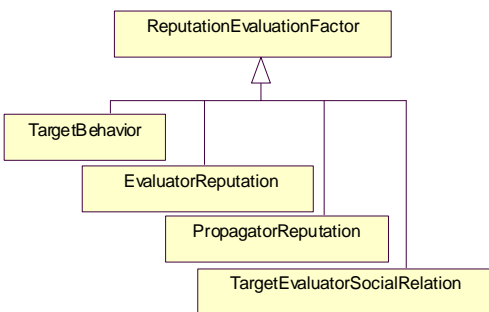 ReputationEvaluationFactor
TargetBehavior
EvaluatorReputation
PropagatorReputation
TargetEvaluatorSocialRelation